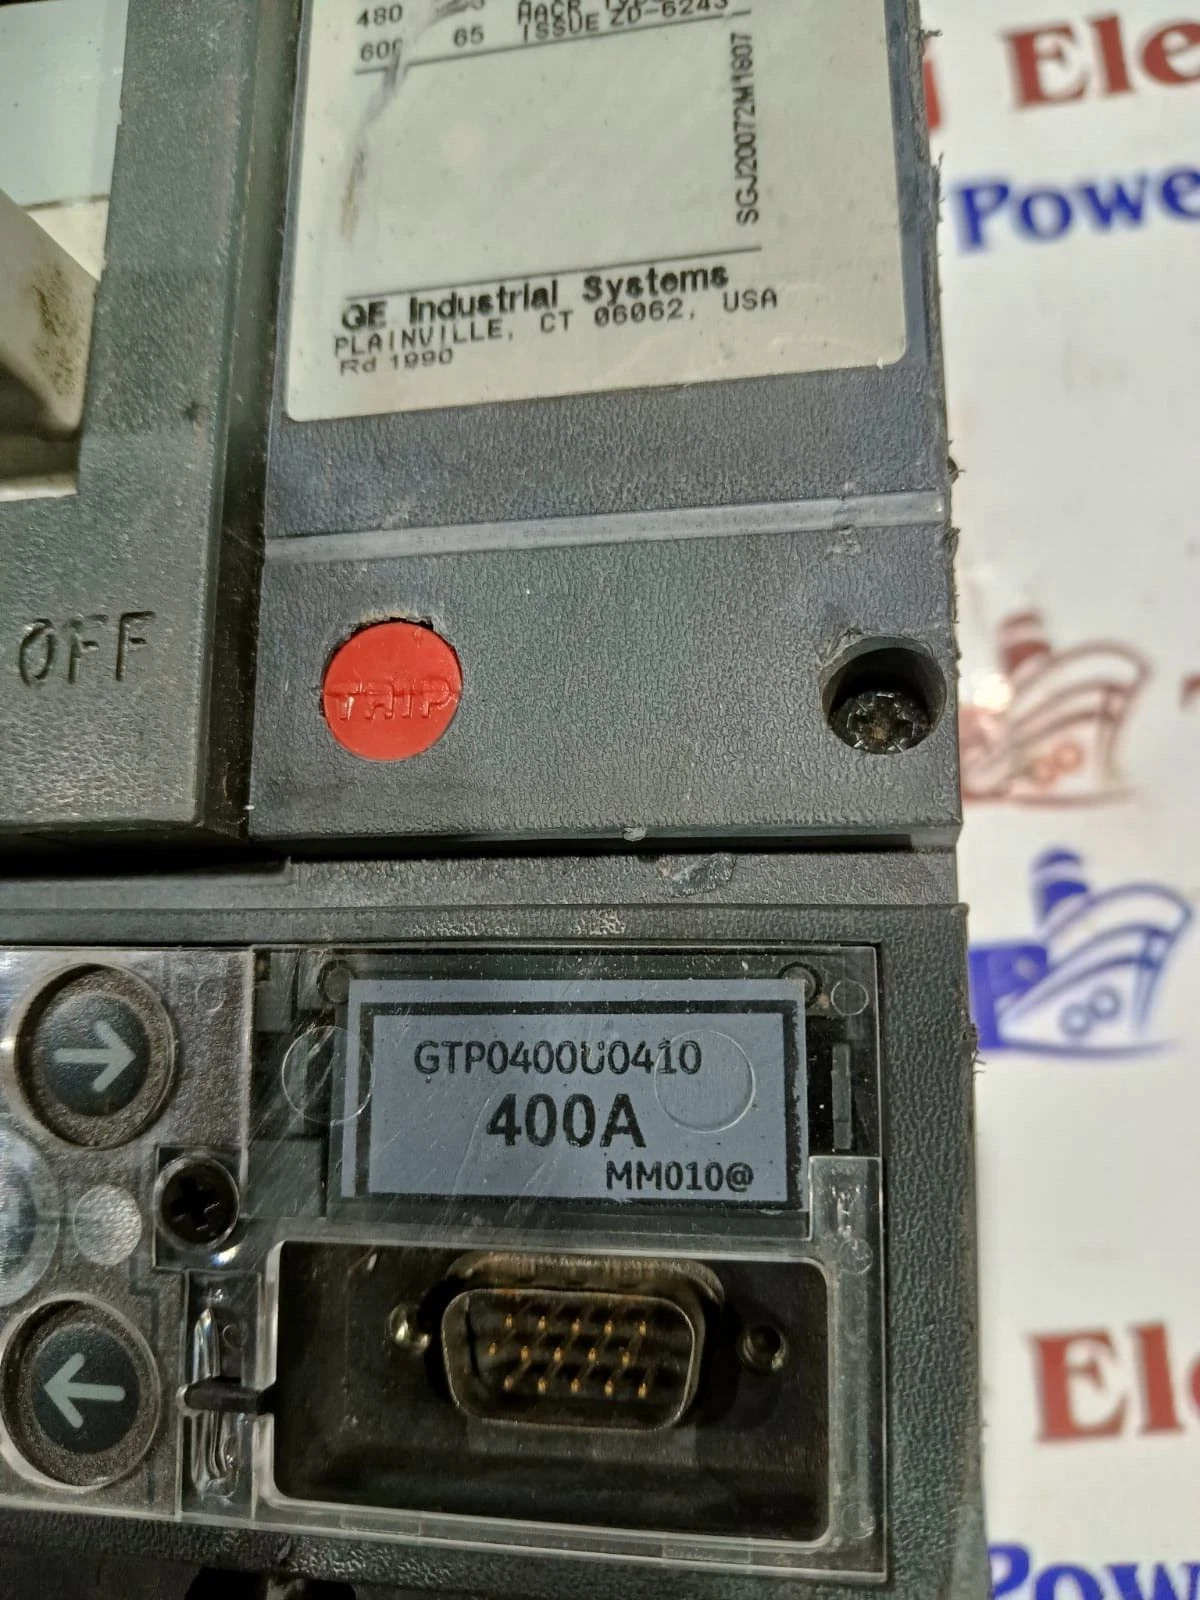 480
65
ISSUE ZD-6243
SGJ20072M1607
GE Industrial Systems
PLAINVILLE, CT 06062, USA
Rd 1990
OFF
TRIP
GTP0400U0410
400A
MM010@
Ele
Powe
Ele
Pow